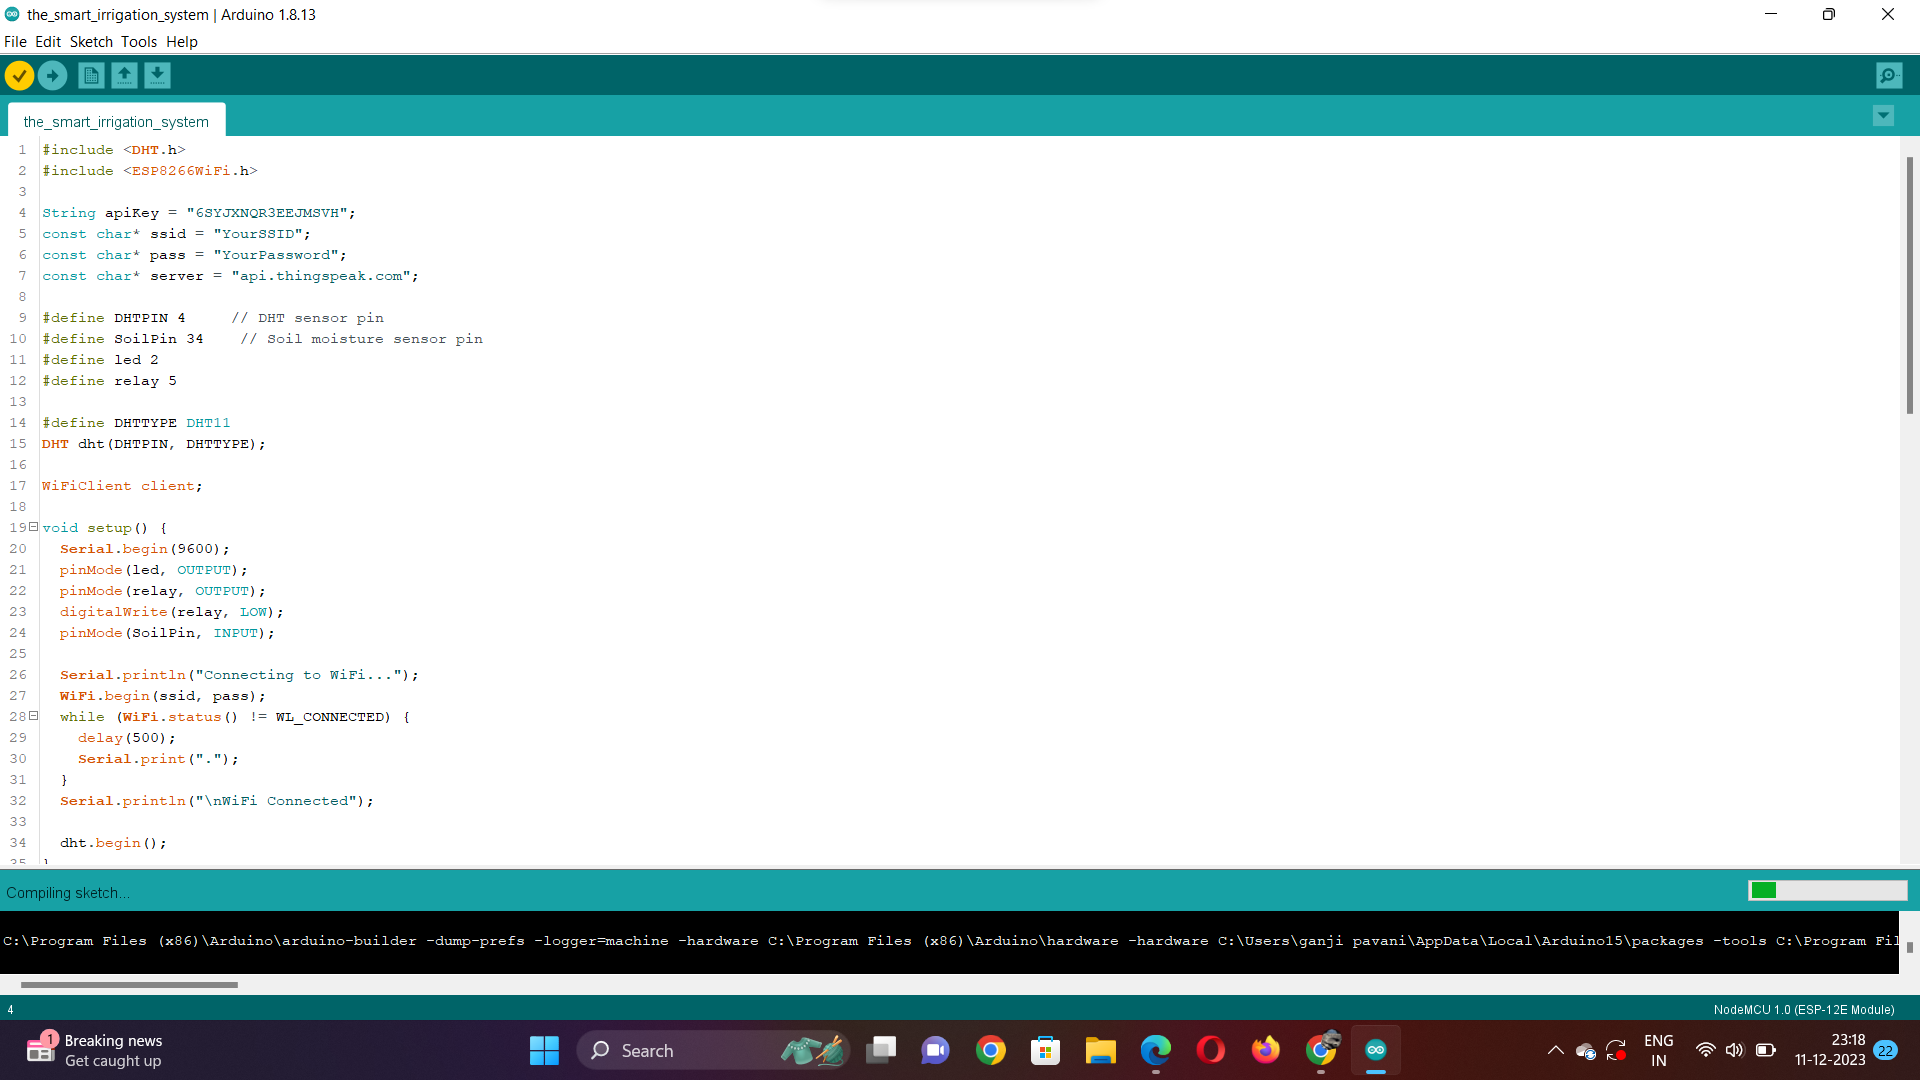 the_smart_irrigation_system | Arduino 1.8.13
File Edit Sketch Tools Help
the_smart_irrigation_system
1 #include <DHT.h>
2 #include <ESP8266WiFi.h>
3
4 String apiKey = "6SYJXNQR3EEJMSVH";
5 const char* ssid = "YourSSID";
6 const char* pass = "YourPassword";
7 const char* server = "api.thingspeak.com";
8
9 #define DHTPIN 4 // DHT sensor pin
10 #define SoilPin 34 // Soil moisture sensor pin
11 #define led 2
12 #define relay 5
13
14 #define DHTTYPE DHT11
15 DHT dht(DHTPIN, DHTTYPE);
16
17 WiFiClient client;
18
19 void setup() {
20 Serial.begin(9600);
21 pinMode(led, OUTPUT);
22 pinMode(relay, OUTPUT);
23 digitalWrite(relay, LOW);
24 pinMode(SoilPin, INPUT);
25
26 Serial.println("Connecting to WiFi...");
27 WiFi.begin(ssid, pass);
28 while (WiFi.status() != WL_CONNECTED) {
29 delay(500);
30 Serial.print(".");
31 }
32 Serial.println("\nWiFi Connected");
33
34 dht.begin();
35 }
Compiling sketch...
C:\Program Files (x86)\Arduino\arduino-builder -dump-prefs -logger=machine -hardware C:\Program Files (x86)\Arduino\hardware -hardware C:\Users\ganji pavani\AppData\Local\Arduino15\packages -tools C:\Program Fil
4
NodeMCU 1.0 (ESP-12E Module)
1
Breaking news
Get caught up
Search
ENG
IN
23:18
11-12-2023
22